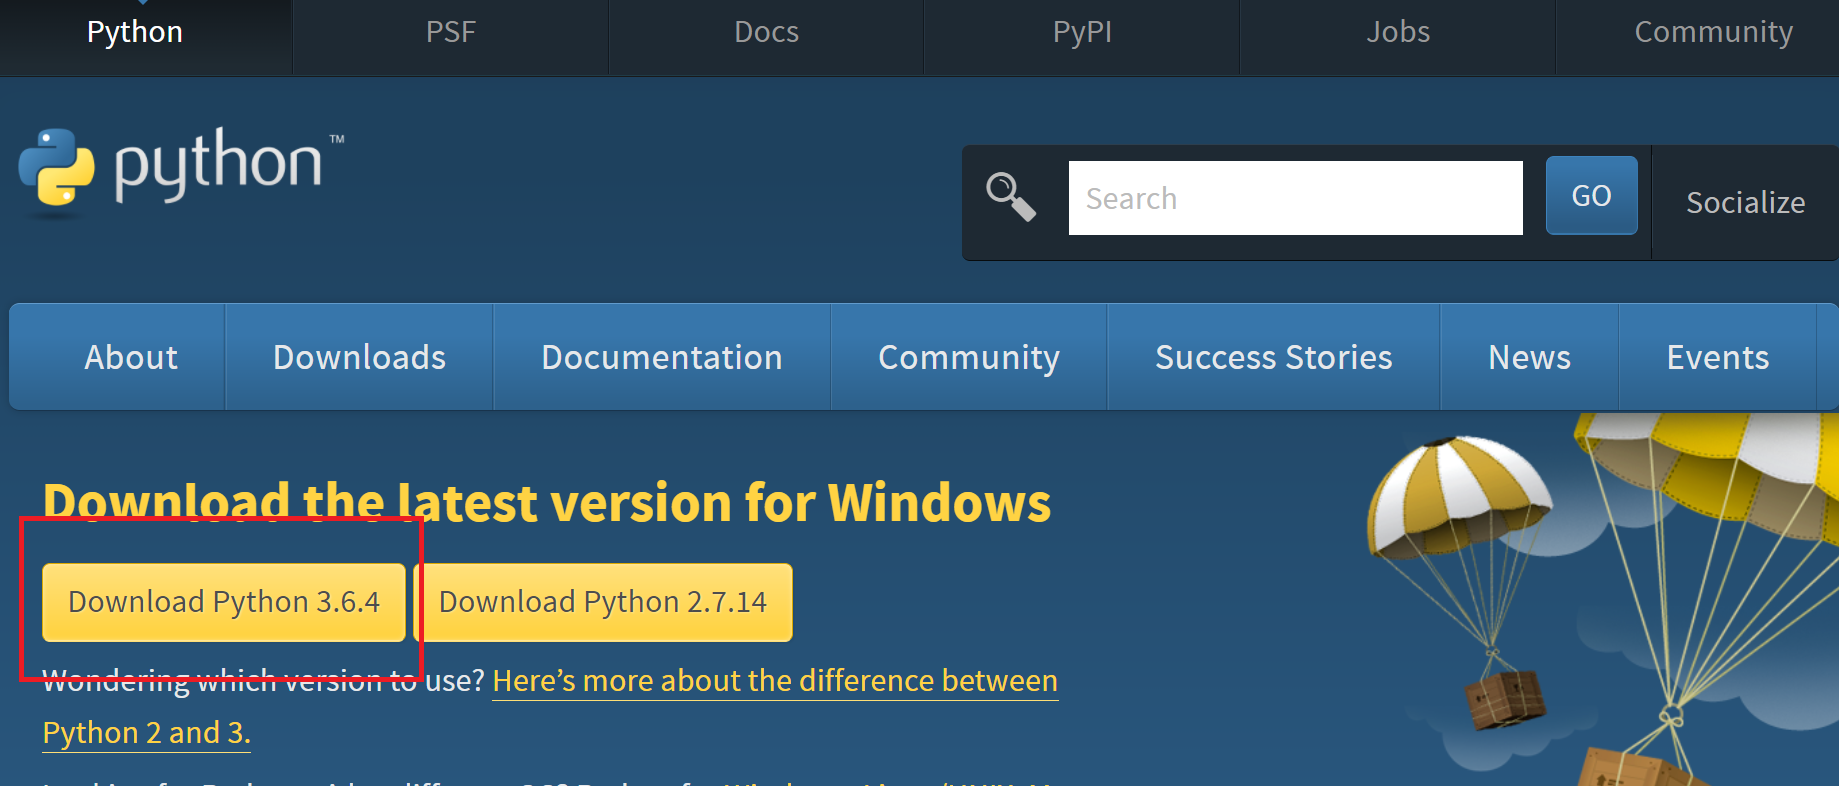 Python PSF Docs PyPI Jobs Community
python™
Search GO Socialize
About Downloads Documentation Community Success Stories News Events
Download the latest version for Windows
Download Python 3.6.4 Download Python 2.7.14
Wondering which version to use? Here’s more about the difference between
Python 2 and 3.